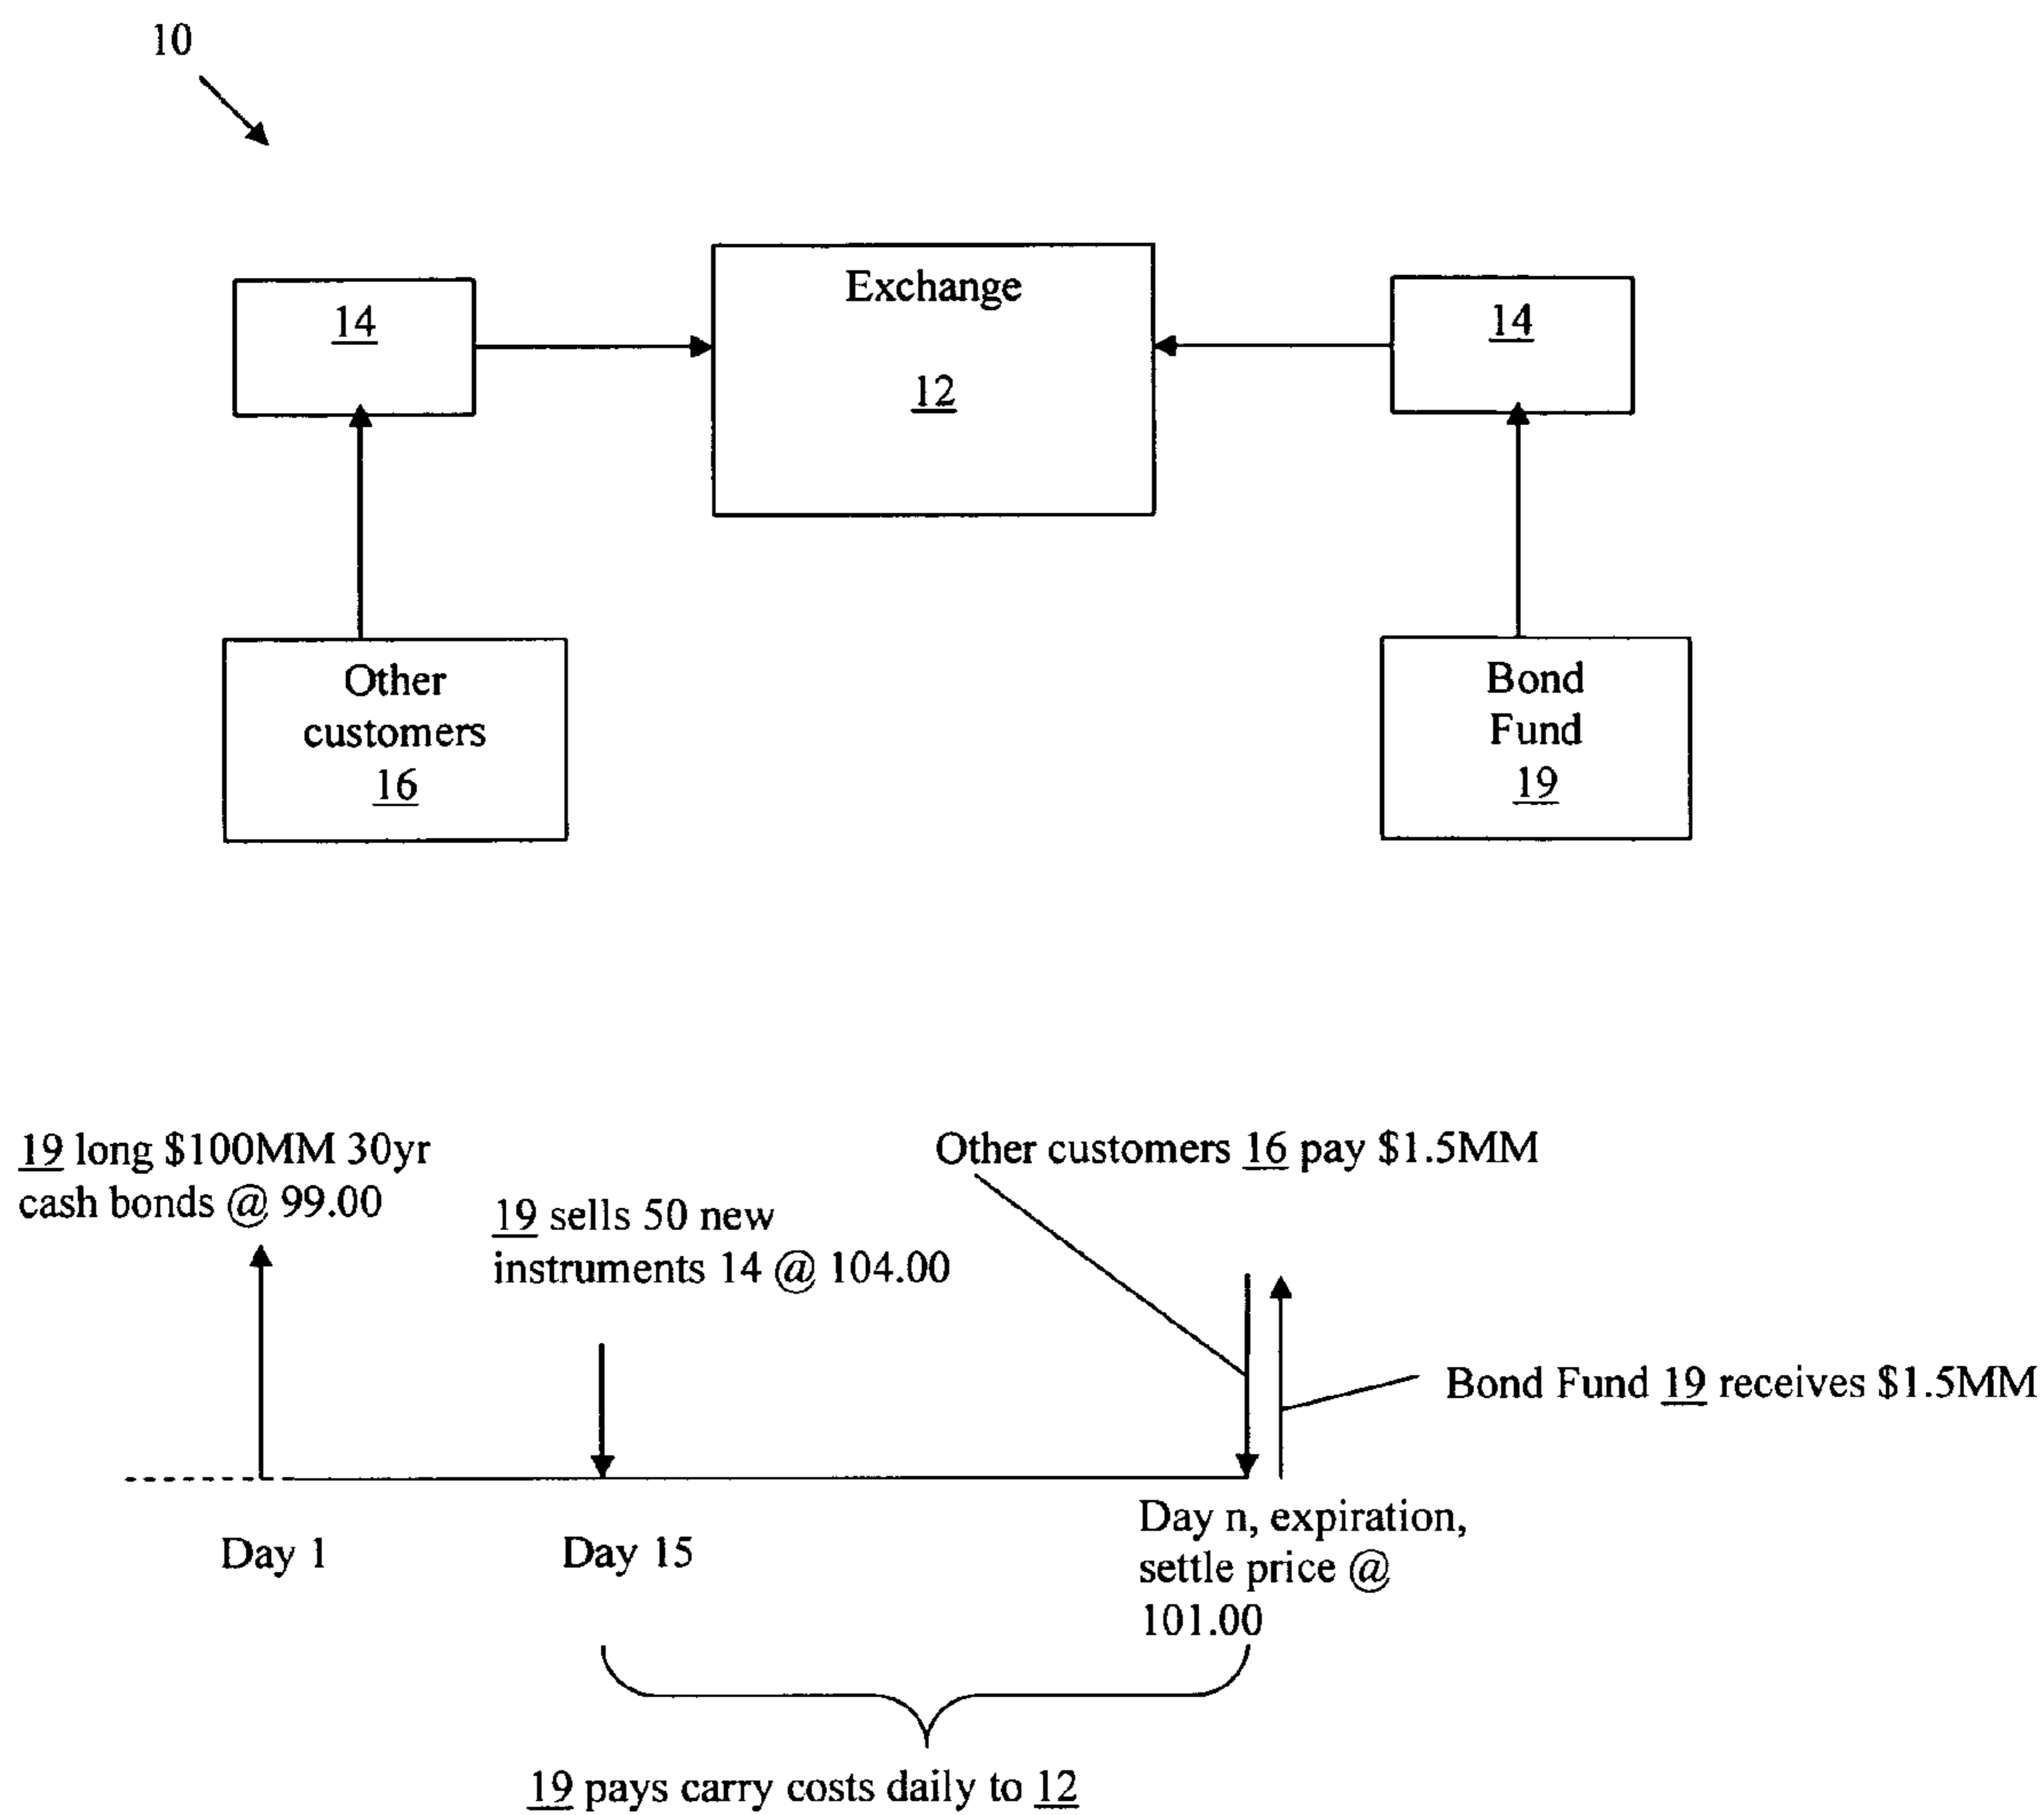 10
Exchange
12
14
14
Other
customers
16
Bond
Fund
19
19 long $100MM 30yr
cash bonds @ 99.00
Other customers 16 pay $1.5MM
19 sells 50 new
instruments 14 @ 104.00
Bond Fund 19 receives $1.5MM
Day 1
Day 15
Day n, expiration,
settle price @
101.00
19 pays carry costs daily to 12